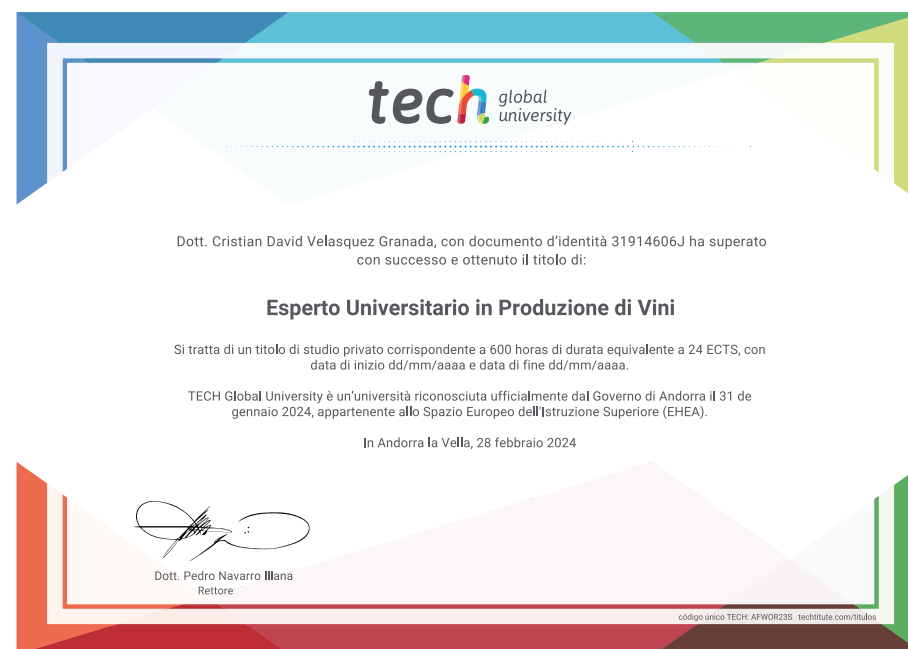 tech global university
Dott. Cristian David Velasquez Granada, con documento d'identità 31914606J ha superato
con successo e ottenuto il titolo di:
Esperto Universitario in Produzione di Vini
Si tratta di un titolo di studio privato corrispondente a 600 horas di durata equivalente a 24 ECTS, con
data di inizio dd/mm/aaaa e data di fine dd/mm/aaaa.
TECH Global University è un'università riconosciuta ufficialmente dal Governo di Andorra il 31 de
gennaio 2024, appartenente allo Spazio Europeo dell'Istruzione Superiore (EHEA).
In Andorra la Vella, 28 febbraio 2024
Dott. Pedro Navarro Illana
Rettore
código único TECH: AFWOR23S techtitute.com/titulos